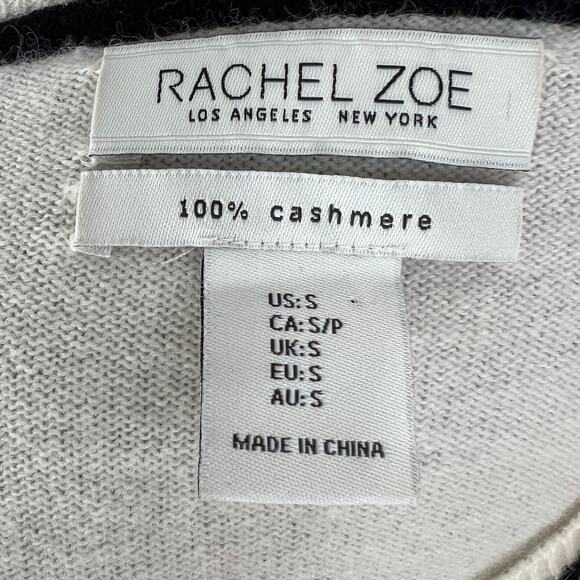 RACHEL ZOE
LOS ANGELES NEW YORK
100% cashmere
US:S
CA:S/P
UK:S
EU:S
AU:S
MADE IN CHINA